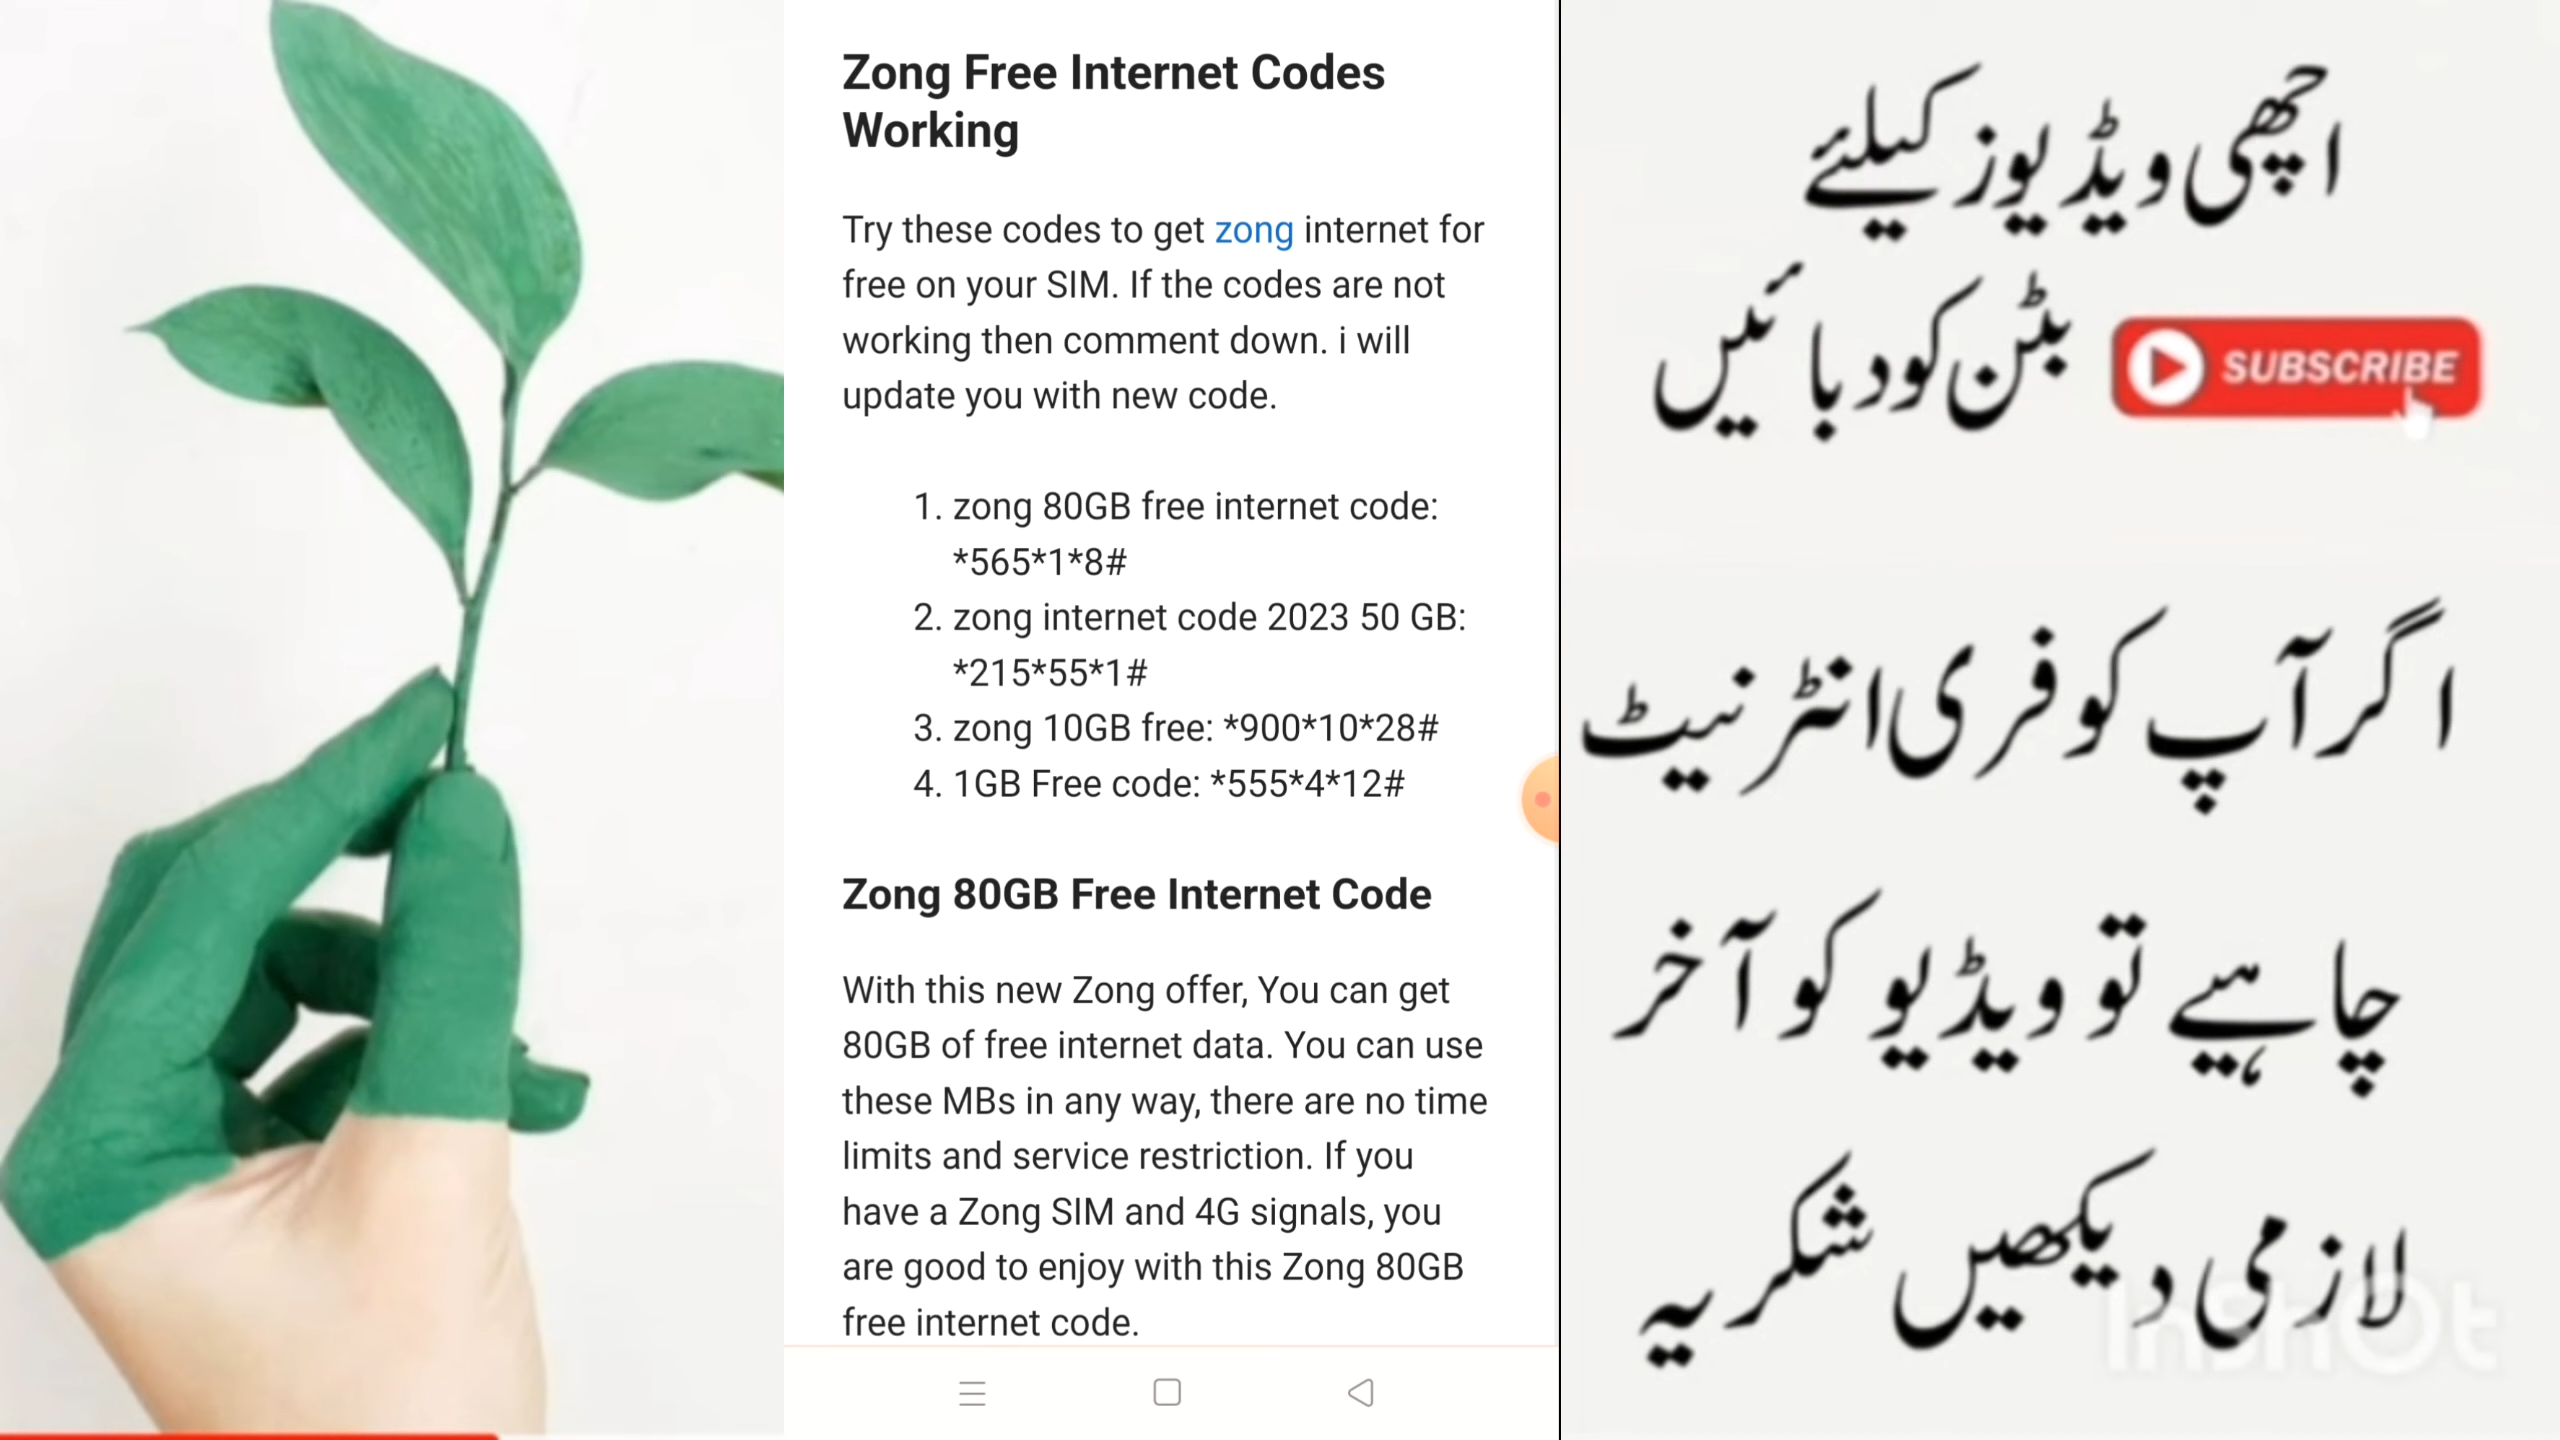 Zong Free Internet Codes
Working
Try these codes to get zong internet for
free on your SIM. If the codes are not
working then comment down. i will
update you with new code.
1. zong 80GB free internet code:
*565*1*8#
2. zong internet code 2023 50 GB:
*215*55*1#
3. zong 10GB free: *900*10*28#
4. 1GB Free code: *555*4*12#
Zong 80GB Free Internet Code
With this new Zong offer, You can get
80GB of free internet data. You can use
these MBs in any way, there are no time
limits and service restriction. If you
have a Zong SIM and 4G signals, you
are good to enjoy with this Zong 80GB
free internet code.
اچھی ویڈیوز کیلئے
SUBSCRIBE بٹن کو دبائیں
اگر آپ کو فری انٹرنیٹ
چاہیے تو ویڈیو کو آخر
لازمی دیکھیں شکریہ
InShOt